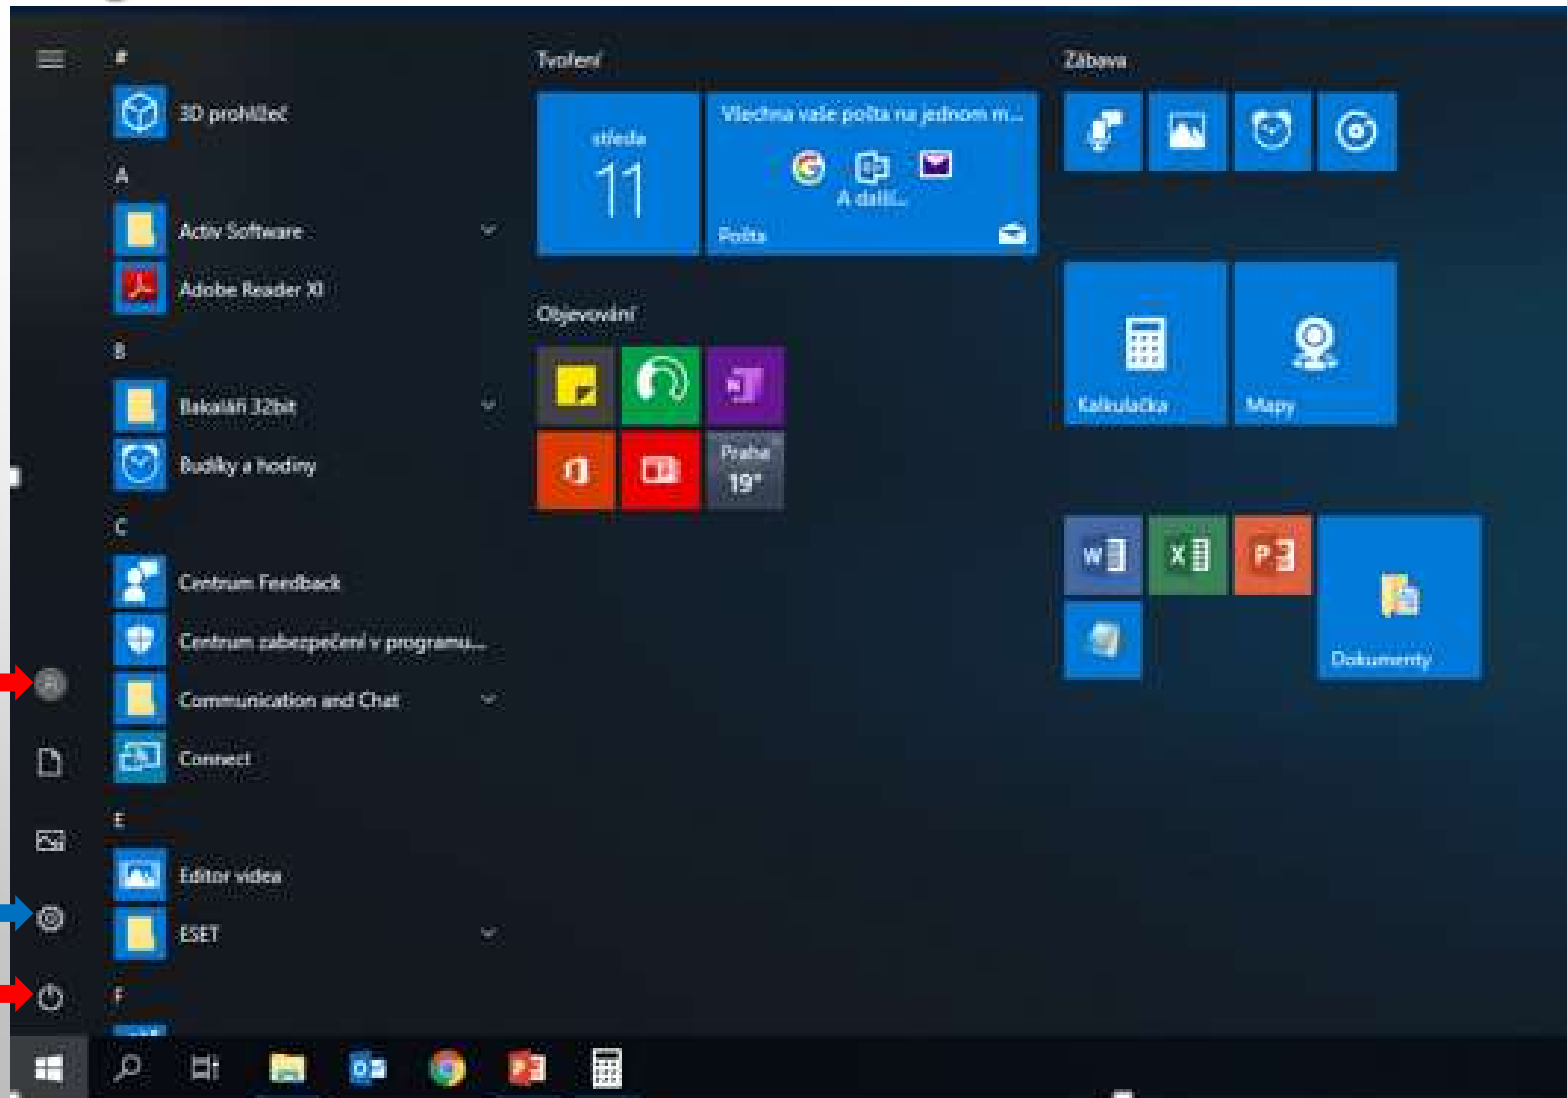 #
3D prohlížeč
A
Activ Software
Adobe Reader XI
B
Bakaláři 32bit
Budíky a hodiny
C
Centrum Feedback
Centrum zabezpečení v programu...
Communication and Chat
Connect
E
Editor videa
ESET
F
Tvoření
středa
11
Všechna vaše pošta na jednom m...
A další...
Pošta
Objevování
Praha
19°
Zábava
Kalkulačka
Mapy
Dokumenty